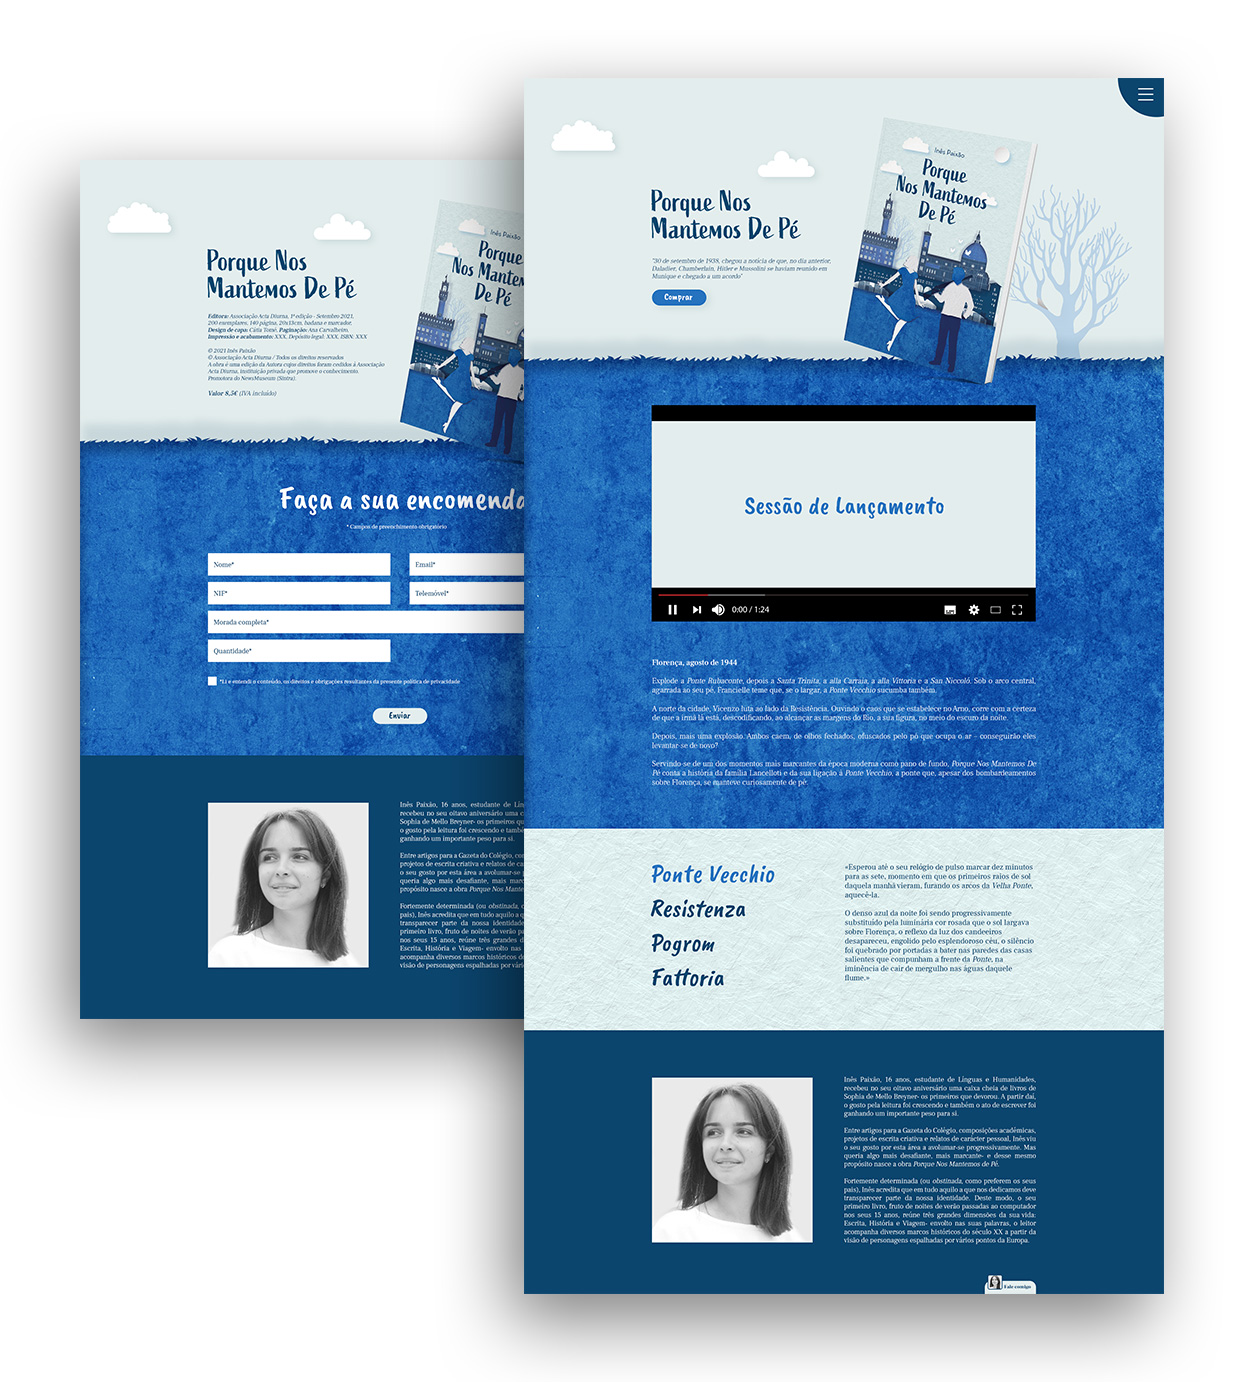 Porque Nos
Mantemos De Pé
Editora: Associação Acta Diurna, 1ª edição - Setembro 2021,
200 exemplares, 140 página, 20x13cm, badana e marcador,
Design de capa: Cátia Tomé. Paginação: Ana Carvalheiro,
Impressão e acabamento: XXX, Depósito legal: XXX, ISBN: XXX
© 2021 Inês Paixão
© Associação Acta Diurna / Todos os direitos reservados
A obra é uma edição da Autora cujos direitos foram cedidos à Associação
Acta Diurna, instituição privada que promove o conhecimento.
Promotora do NewsMuseum (Sintra).
Valor 8,5€ (IVA incluído)
Inês Paixão
Porque
Nos Mantem
De Pé
Faça a sua encomenda
* Campos de preenchimento obrigatório
Nome*
Email*
NIF*
Telemóvel*
Morada completa*
Quantidade*
*Li e entendi o conteúdo, os direitos e obrigações resultantes da presente política de privacidade
Enviar
Inês Paixão, 16 anos, estudante de Lín
recebeu no seu oitavo aniversário uma c
Sophia de Mello Breyner- os primeiros qu
o gosto pela leitura foi crescendo e també
ganhando um importante peso para si.
Entre artigos para a Gazeta do Colégio, co
projetos de escrita criativa e relatos de ca
o seu gosto por esta área a avolumar-se p
queria algo mais desafiante, mais marc
propósito nasce a obra Porque Nos Mante
Fortemente determinada (ou obstinada, c
pais), Inês acredita que em tudo aquilo a q
transparecer parte da nossa identidade
primeiro livro, fruto de noites de verão pa
nos seus 15 anos, reúne três grandes d
Escrita, História e Viagem- envolto nas
acompanha diversos marcos históricos do
visão de personagens espalhadas por vári
Porque Nos
Mantemos De Pé
"30 de setembro de 1938, chegou a notícia de que, no dia anterior,
Daladier, Chamberlain, Hitler e Mussolini se haviam reunido em
Munique e chegado a um acordo"
Comprar
Inês Paixão
Porque
Nos Mantemos
De Pé
Sessão de Lançamento
0:00 / 1:24
Florença, agosto de 1944
Explode a Ponte Rubaconte, depois a Santa Trinita, a alla Carraja, a alla Vittoria e a San Niccoló. Sob o arco central,
agarrada ao seu pé, Francielle teme que, se o largar, a Ponte Vecchio sucumba também.
A norte da cidade, Vicenzo luta ao lado da Resistência. Ouvindo o caos que se estabelece no Arno, corre com a certeza
de que a irmã lá está, descodificando, ao alcançar as margens do Rio, a sua figura, no meio do escuro da noite.
Depois, mais uma explosão. Ambos caem, de olhos fechados, ofuscados pelo pó que ocupa o ar – conseguirão eles
levantar-se de novo?
Servindo-se de um dos momentos mais marcantes da época moderna como pano de fundo, Porque Nos Mantemos De
Pé conta a história da família Lancelloti e da sua ligação à Ponte Vecchio, a ponte que, apesar dos bombardeamentos
sobre Florença, se manteve curiosamente de pé.
Ponte Vecchio
Resistenza
Pogrom
Fattoria
«Esperou até o seu relógio de pulso marcar dez minutos
para as sete, momento em que os primeiros raios de sol
daquela manhã vieram, furando os arcos da Velha Ponte,
aquecê-la.
O denso azul da noite foi sendo progressivamente
substituído pela luminária cor rosada que o sol largava
sobre Florença, o reflexo da luz dos candeeiros
desapareceu, engolido pelo esplendoroso céu, o silêncio
foi quebrado por portadas a bater nas paredes das casas
salientes que compunham a frente da Ponte, na
iminência de cair de mergulho nas águas daquele
flume.»
Inês Paixão, 16 anos, estudante de Línguas e Humanidades,
recebeu no seu oitavo aniversário uma caixa cheia de livros de
Sophia de Mello Breyner- os primeiros que devorou. A partir daí,
o gosto pela leitura foi crescendo e também o ato de escrever foi
ganhando um importante peso para si.
Entre artigos para a Gazeta do Colégio, composições académicas,
projetos de escrita criativa e relatos de carácter pessoal, Inês viu
o seu gosto por esta área a avolumar-se progressivamente. Mas
queria algo mais desafiante, mais marcante- e desse mesmo
propósito nasce a obra Porque Nos Mantemos de Pé.
Fortemente determinada (ou obstinada, como preferem os seus
pais), Inês acredita que em tudo aquilo a que nos dedicamos deve
transparecer parte da nossa identidade. Deste modo, o seu
primeiro livro, fruto de noites de verão passadas ao computador
nos seus 15 anos, reúne três grandes dimensões da sua vida:
Escrita, História e Viagem- envolto nas suas palavras, o leitor
acompanha diversos marcos históricos do século XX a partir da
visão de personagens espalhadas por vários pontos da Europa.
Fale comigo